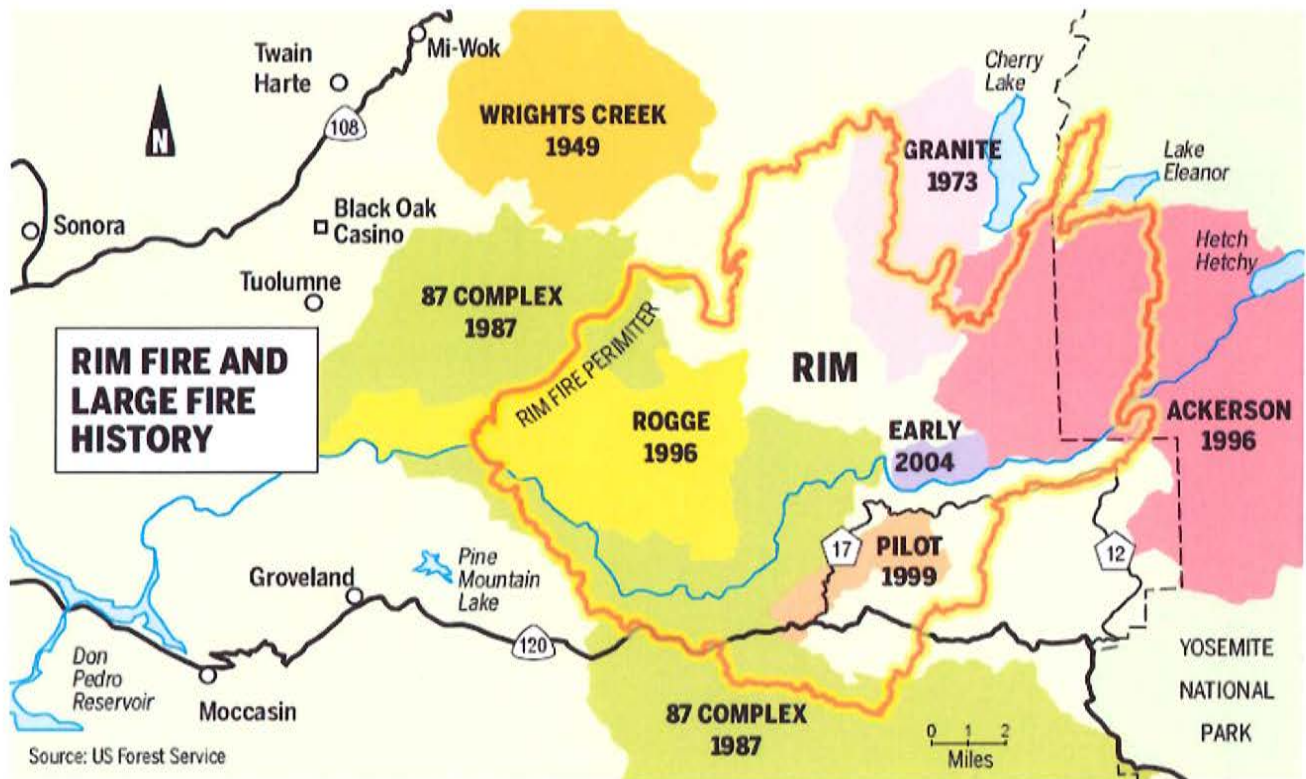 Twain
Harte
Mi-Wok
N
108
WRIGHTS CREEK
1949
Cherry
Lake
GRANITE
1973
Lake
Eleanor
Sonora
Black Oak
Casino
Hetch
Hetchy
Tuolumne
87 COMPLEX
1987
RIM FIRE AND
LARGE FIRE
HISTORY
RIM FIRE PERIMITER
RIM
ROGGE
1996
EARLY
2004
ACKERSON
1996
17
PILOT
1999
12
Groveland
Pine
Mountain
Lake
120
Don
Pedro
Reservoir
Moccasin
87 COMPLEX
1987
0 1 2
Miles
YOSEMITE
NATIONAL
PARK
Source: US Forest Service